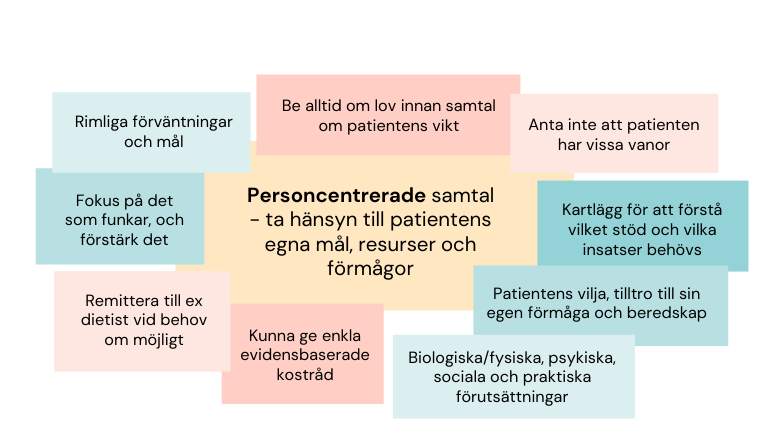 Be alltid om lov innan samtal
om patientens vikt
Rimliga förväntningar
och mål
Anta inte att patienten
har vissa vanor
Personcentrerade samtal
- ta hänsyn till patientens
egna mål, resurser och
förmågor
Fokus på det
som funkar, och
förstärk det
Kartlägg för att förstå
vilket stöd och vilka
insatser behövs
Remittera till ex
dietist vid behov
om möjligt
Patientens vilja, tilltro till sin
egen förmåga och beredskap
Kunna ge enkla
evidensbaserade
kostråd
Biologiska/fysiska, psykiska,
sociala och praktiska
förutsättningar